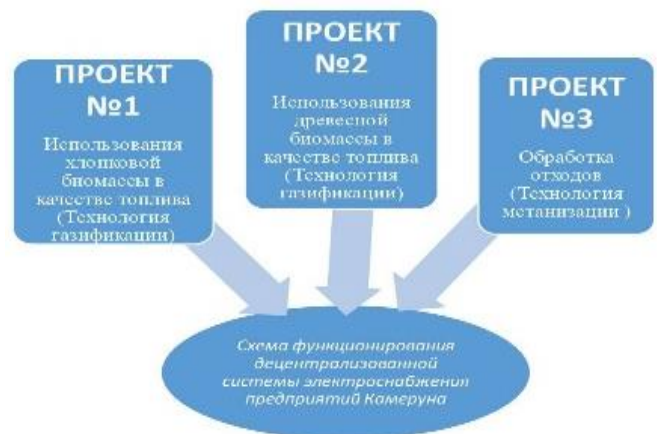 ПРОЕКТ
№1
Использования
хлопковой
биомассы в
качестве топлива
(Технология
газификации)
ПРОЕКТ
№2
Использования
древесной
биомассы в
качестве топлива
(Технология
газификации)
ПРОЕКТ
№3
Обработка
отходов
(Технология
метанизации )
Схема функционирования
децентрализованной
системы электроснабжения
предприятий Камеруна